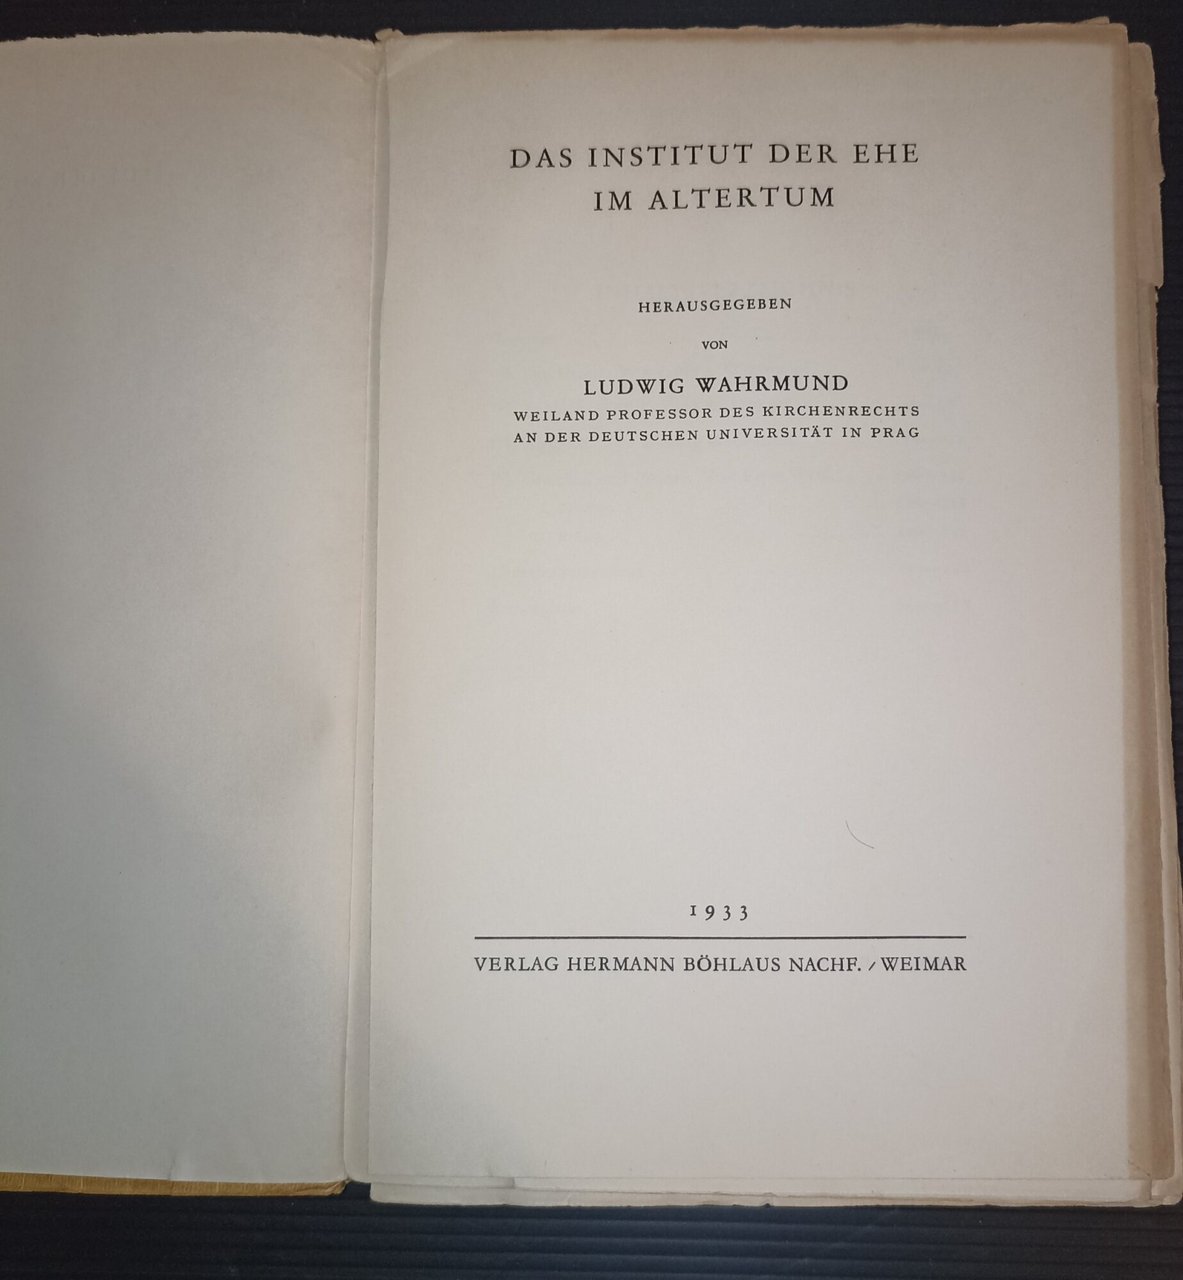 DAS INSTITUT DER EHE
IM ALTERTUM
HERAUSGEGEBEN
VON
LUDWIG WAHRMUND
WEILAND PROFESSOR DES KIRCHENRECHTS
AN DER DEUTSCHEN UNIVERSITÄT IN PRAG
1933
VERLAG HERMANN BÖHLAUS NACHF. / WEIMAR